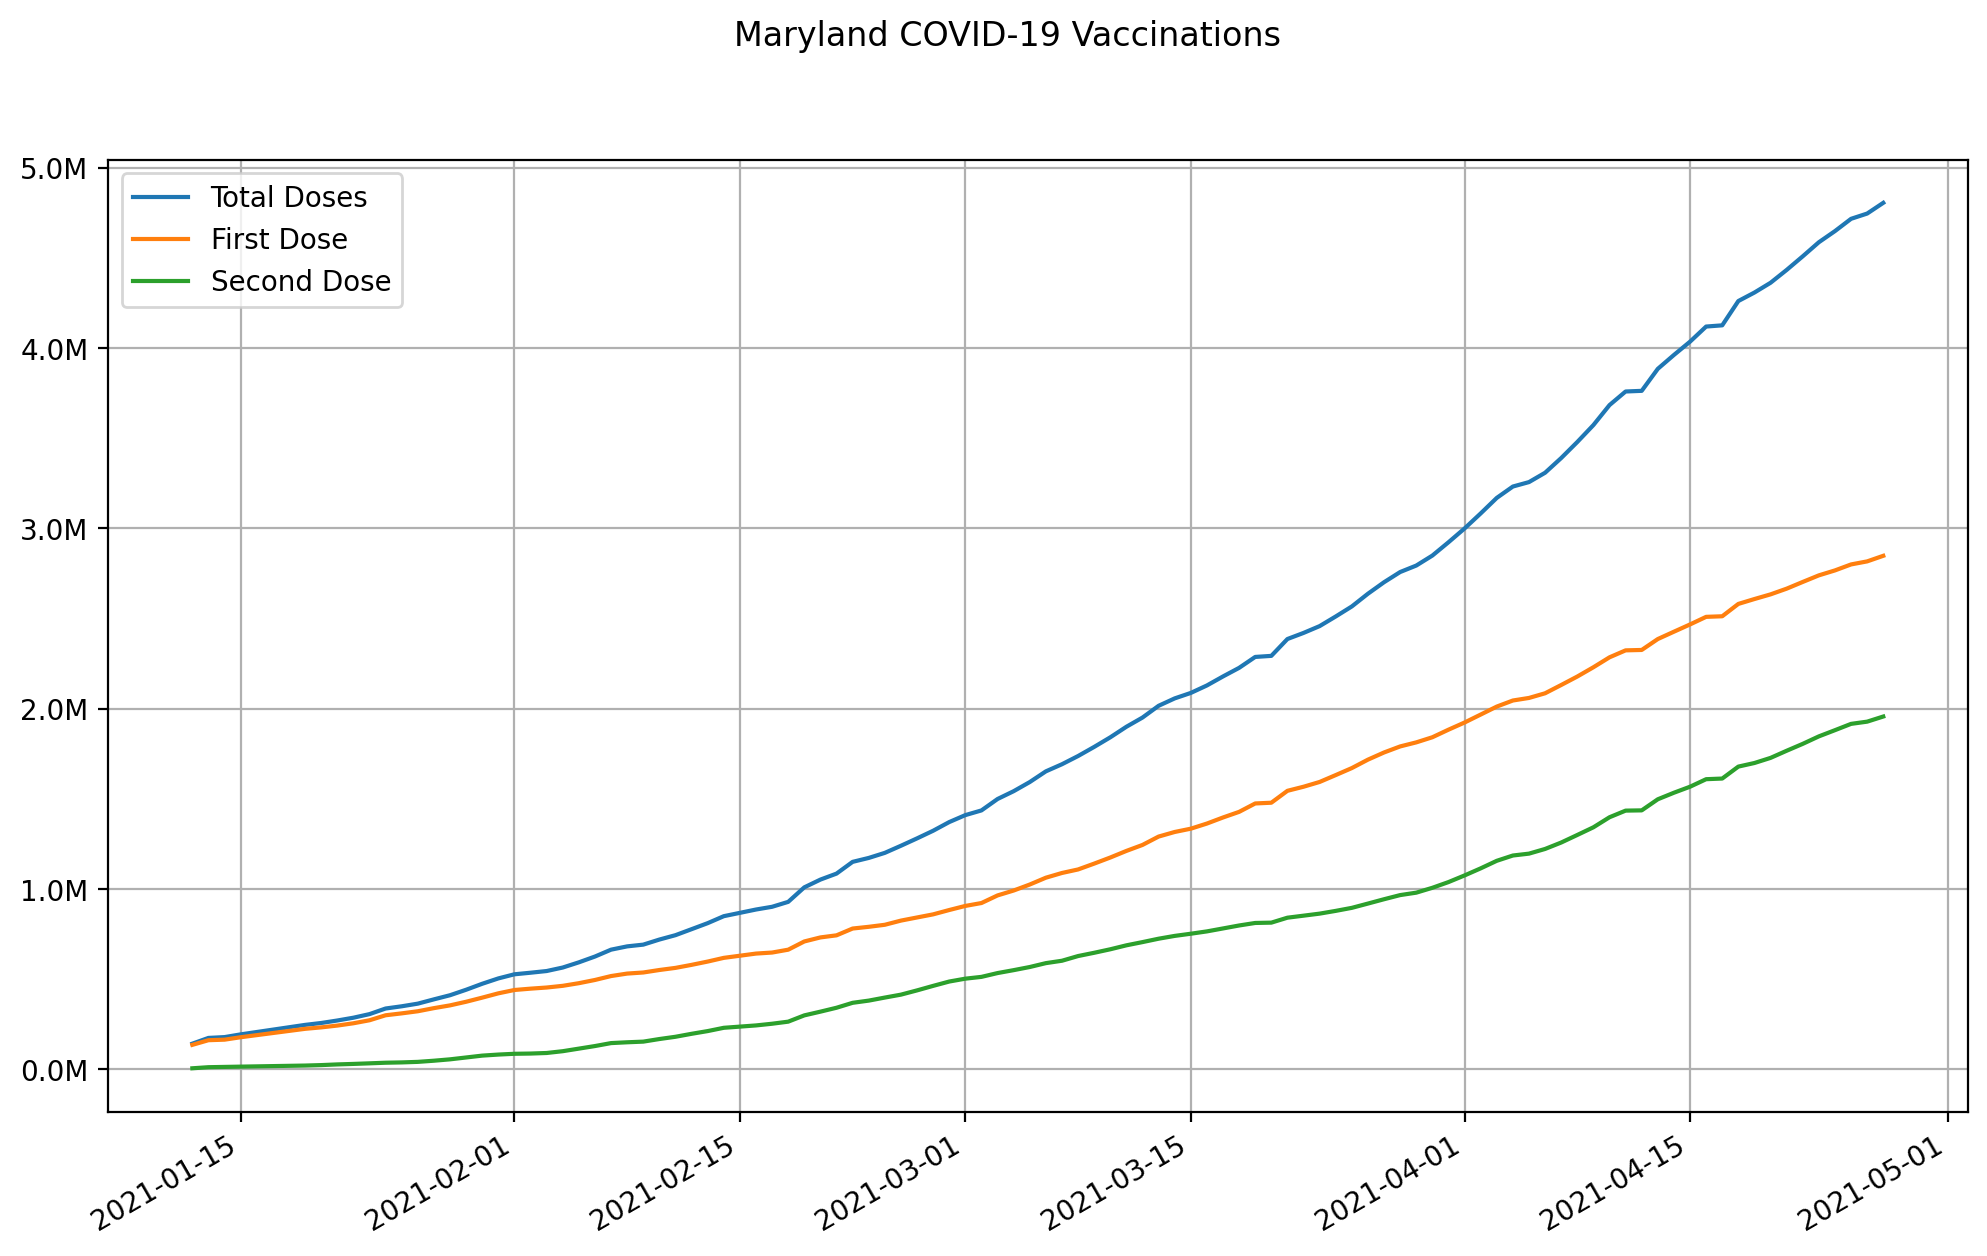 Maryland COVID-19 Vaccinations
5.0M
4.0M
3.0M
2.0M
1.0M
0.0M
Total Doses
First Dose
Second Dose
2021-01-15
2021-02-01
2021-02-15
2021-03-01
2021-03-15
2021-04-01
2021-04-15
2021-05-01